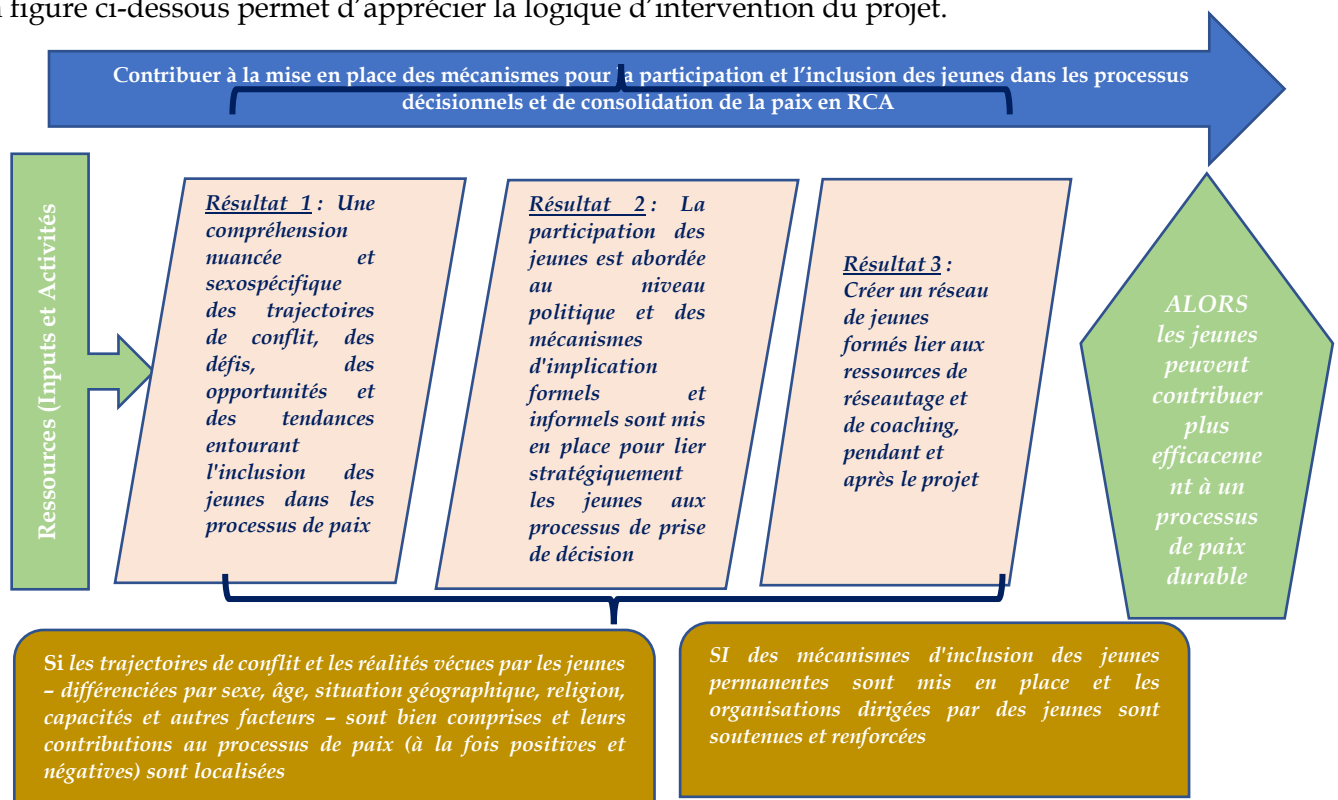 figure ci-dessous permet d'apprécier la logique d'intervention du projet.
Contribuer à la mise en place des mécanismes pour la participation et l'inclusion des jeunes dans les processus
décisionnels et de consolidation de la paix en RCA
Ressources (Inputs et Activités
Résultat 1 : Une
compréhension
nuancée et
sexospécifique
des trajectoires
de conflit, des
défis, des
opportunités et
des tendances
entourant
l'inclusion des
jeunes dans les
processus de paix
Résultat 2 : La
participation des
jeunes est abordée
au niveau
politique et des
mécanismes
d'implication
formels et
informels sont mis
en place pour lier
stratégiquement
les jeunes aux
processus de prise
de décision
Résultat 3 :
Créer un réseau
de jeunes
formés lier aux
ressources de
réseautage et
de coaching,
pendant et
après le projet
ALORS
les jeunes
peuvent
contribuer
plus
efficaceme
nt à un
processus
de paix
durable
Si les trajectoires de conflit et les réalités vécues par les jeunes
– différenciées par sexe, âge, situation géographique, religion,
capacités et autres facteurs – sont bien comprises et leurs
contributions au processus de paix (à la fois positives et
négatives) sont localisées
SI des mécanismes d'inclusion des jeunes
permanentes sont mis en place et les
organisations dirigées par des jeunes sont
soutenues et renforcées